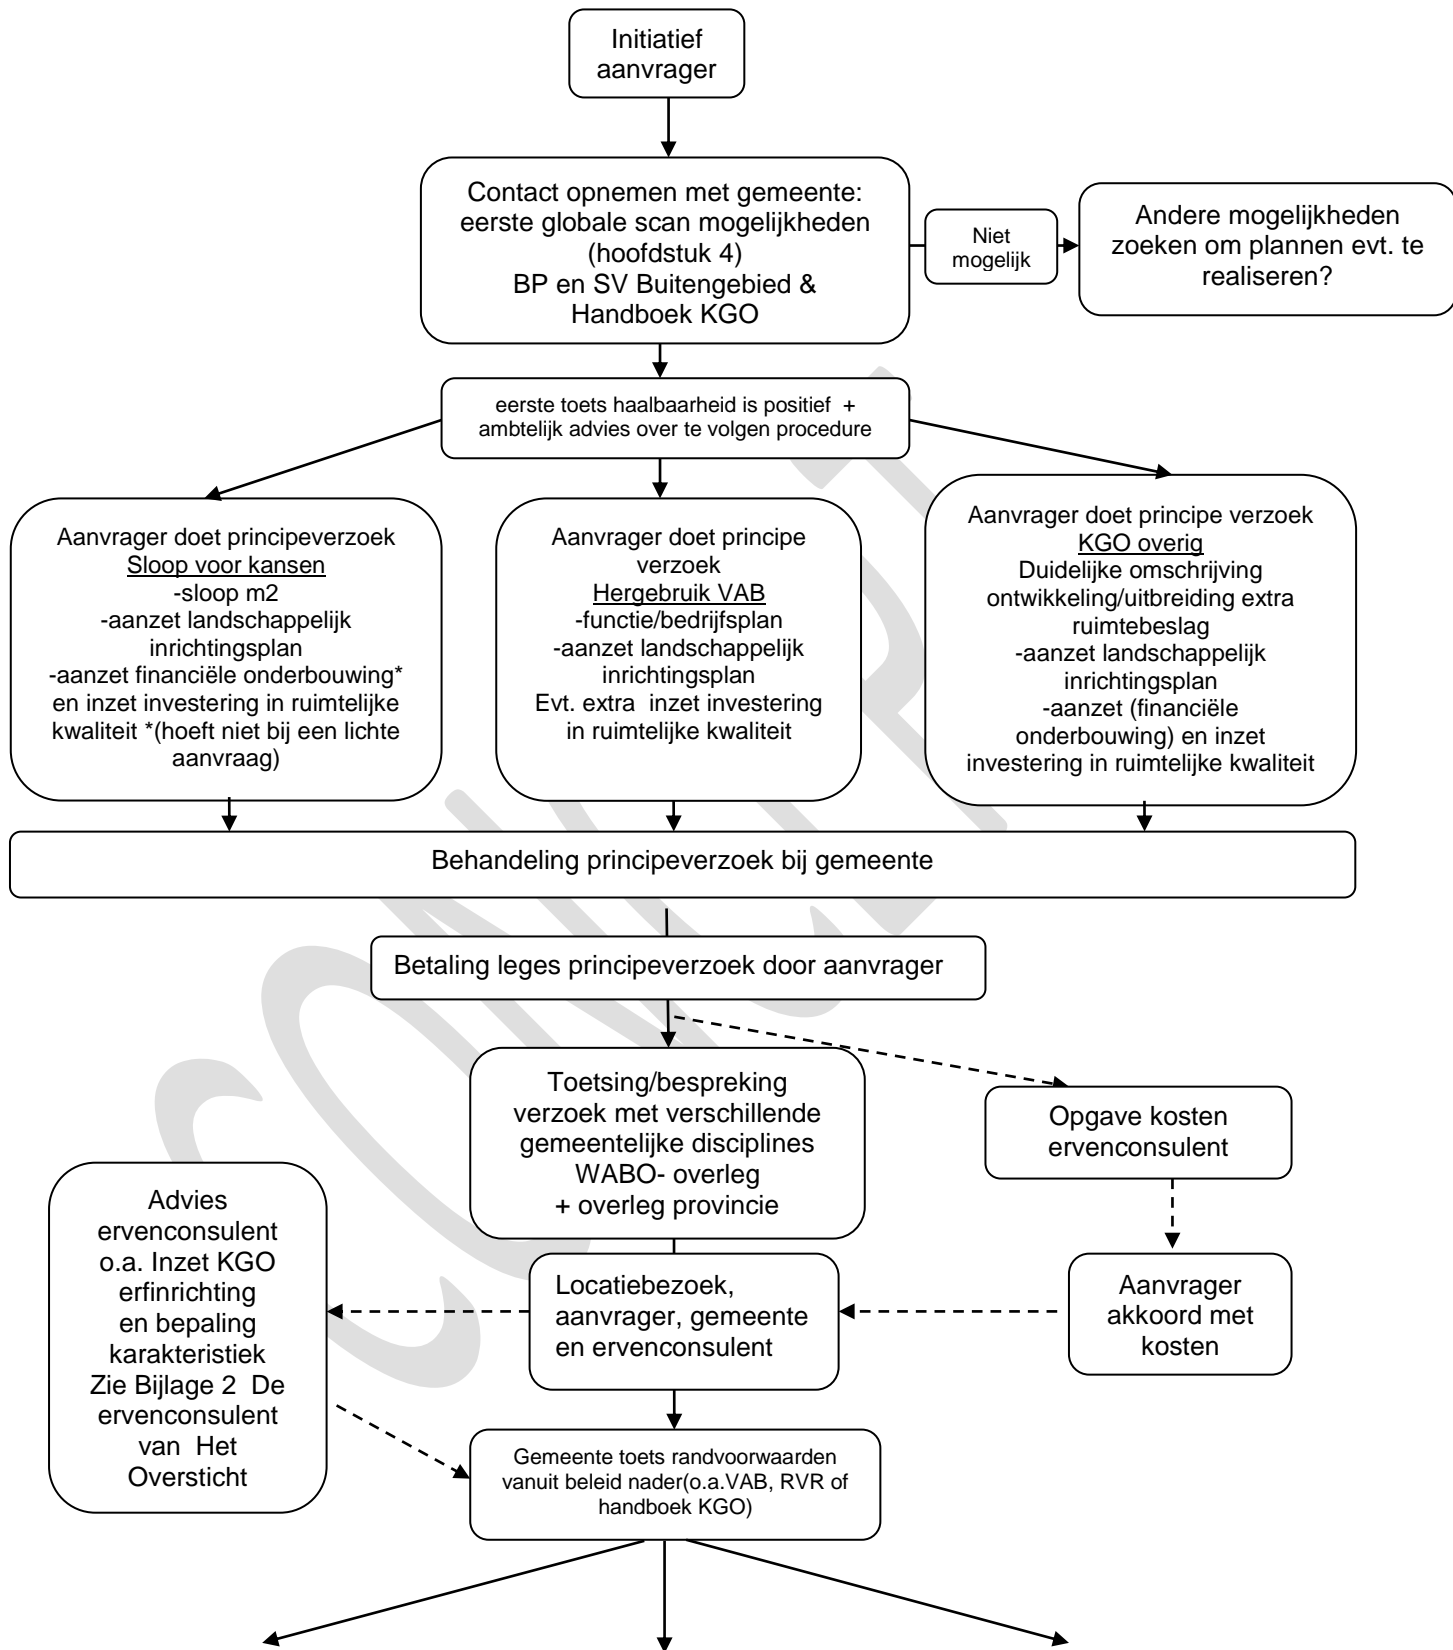 Initiatief
aanvrager
Contact opnemen met gemeente:
eerste globale scan mogelijkheden
(hoofdstuk 4)
BP en SV Buitengebied &
Handboek KGO
Niet
mogelijk
Andere mogelijkheden
zoeken om plannen evt. te
realiseren?
eerste toets haalbaarheid is positief +
ambtelijk advies over te volgen procedure
Aanvrager doet principeverzoek
Sloop voor kansen
-sloop m2
-aanzet landschappelijk
inrichtingsplan
-aanzet financiële onderbouwing*
en inzet investering in ruimtelijke
kwaliteit *(hoeft niet bij een lichte
aanvraag)
Aanvrager doet principe
verzoek
Hergebruik VAB
-functie/bedrijfsplan
-aanzet landschappelijk
inrichtingsplan
Evt. extra inzet investering
in ruimtelijke kwaliteit
Aanvrager doet principe verzoek
KGO overig
Duidelijke omschrijving
ontwikkeling/uitbreiding extra
ruimtebeslag
-aanzet landschappelijk
inrichtingsplan
-aanzet (financiële
onderbouwing) en inzet
investering in ruimtelijke kwaliteit
Behandeling principeverzoek bij gemeente
Betaling leges principeverzoek door aanvrager
Toetsing/bespreking
verzoek met verschillende
gemeentelijke disciplines
WABO- overleg
+ overleg provincie
Opgave kosten
ervenconsulent
Advies
ervenconsulent
o.a. Inzet KGO
erfinrichting
en bepaling
karakteristiek
Zie Bijlage 2 De
ervenconsulent
van Het
Oversticht
Locatiebezoek,
aanvrager, gemeente
en ervenconsulent
Aanvrager
akkoord met
kosten
Gemeente toets randvoorwaarden
vanuit beleid nader(o.a.VAB, RVR of
handboek KGO)
CONCEPT